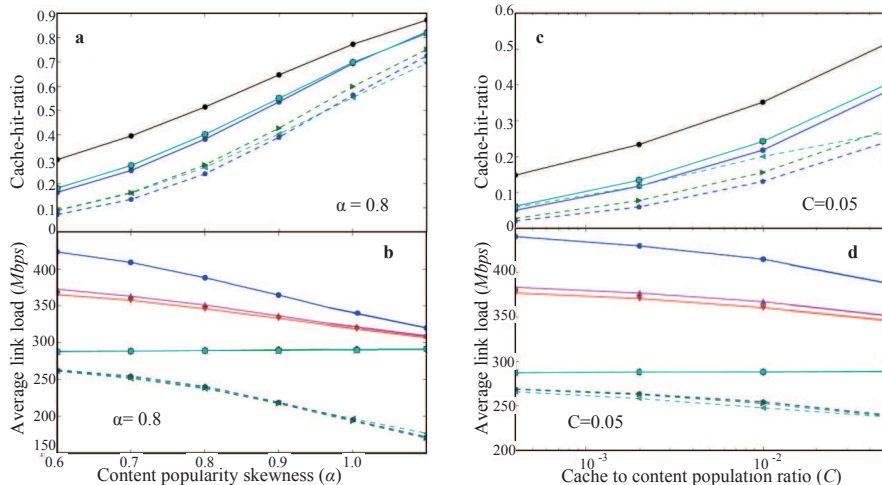 0.9
0.8
0.7
0.6
0.5
0.4
0.3
0.2
0.1
0
Cache-hit-ratio
a
α = 0.8
400
350
300
250
200
150
Average link load (Mbps)
b
α= 0.8
0.6
0.7
0.8
0.9
1.0
Content popularity skewness (α)
0.6
0.5
0.4
0.3
0.2
0.1
0
Cache-hit-ratio
c
C=0.05
400
350
300
250
200
Average link load (Mbps)
d
C=0.05
10⁻³
10⁻²
Cache to content population ratio (C)